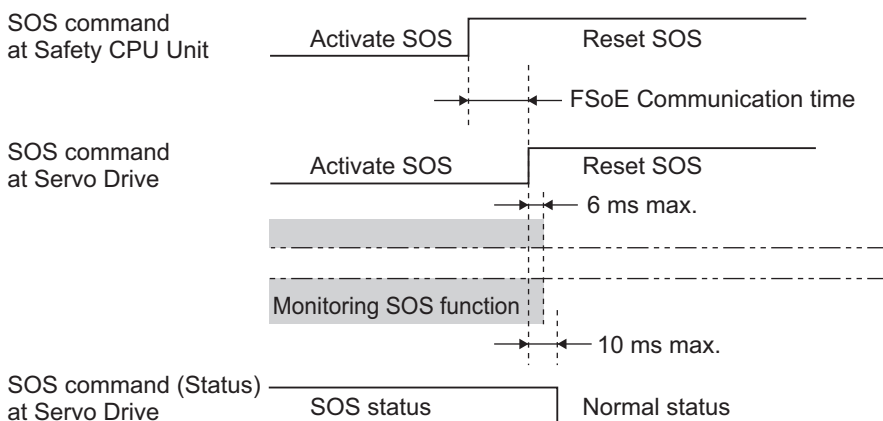 SOS command
at Safety CPU Unit
Activate SOS
Reset SOS
FSoE Communication time
SOS command
at Servo Drive
Activate SOS
Reset SOS
6 ms max.
Monitoring SOS function
10 ms max.
SOS command (Status)
at Servo Drive
SOS status
Normal status